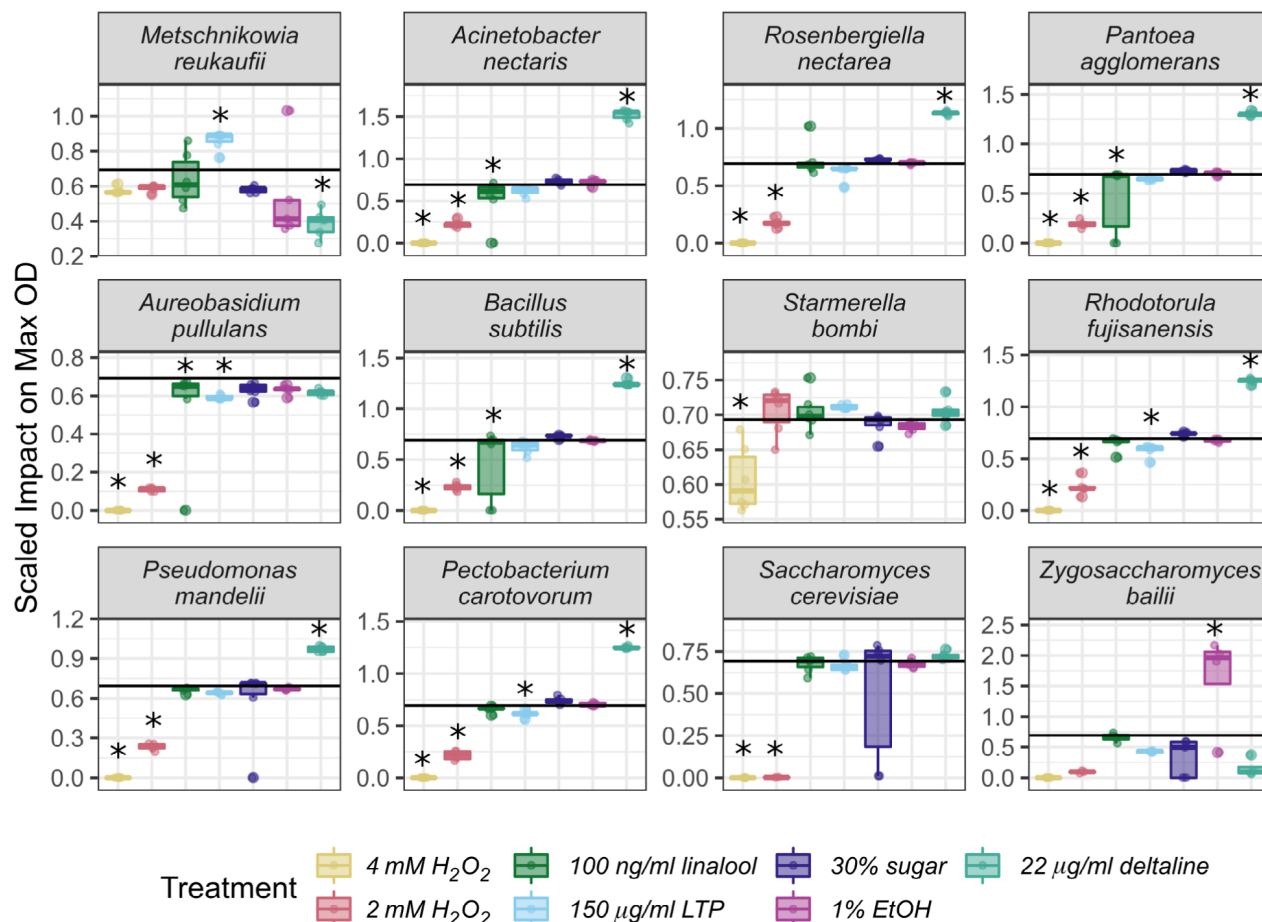 Scaled Impact on Max OD
Metschnikowia
reukaufii
Acinetobacter
nectaris
Rosenbergiella
nectarea
Pantoea
agglomerans
1.0
0.8
0.6
0.4
0.2
*
*
1.5
1.0
0.5
0.0
*
*
*
*
1.0
0.5
0.0
*
*
*
1.5
1.0
0.5
0.0
*
*
*
*
Aureobasidium
pullulans
Bacillus
subtilis
Starmerella
bombi
Rhodotorula
fujisanensis
0.8
0.6
0.4
0.2
0.0
*
*
*
*
1.5
1.0
0.5
0.0
*
*
*
*
0.75
0.70
0.65
0.60
0.55
*
1.5
1.0
0.5
0.0
*
*
*
*
Pseudomonas
mandelii
Pectobacterium
carotovorum
Saccharomyces
cerevisiae
Zygosaccharomyces
bailii
1.2
0.9
0.6
0.3
0.0
*
*
*
1.5
1.0
0.5
0.0
*
*
*
*
0.75
0.50
0.25
0.00
*
*
2.5
2.0
1.5
1.0
0.5
0.0
*
Treatment
4 mM H₂O₂
100 ng/ml linalool
30% sugar
22 μg/ml deltaline
2 mM H₂O₂
150 μg/ml LTP
1% EtOH